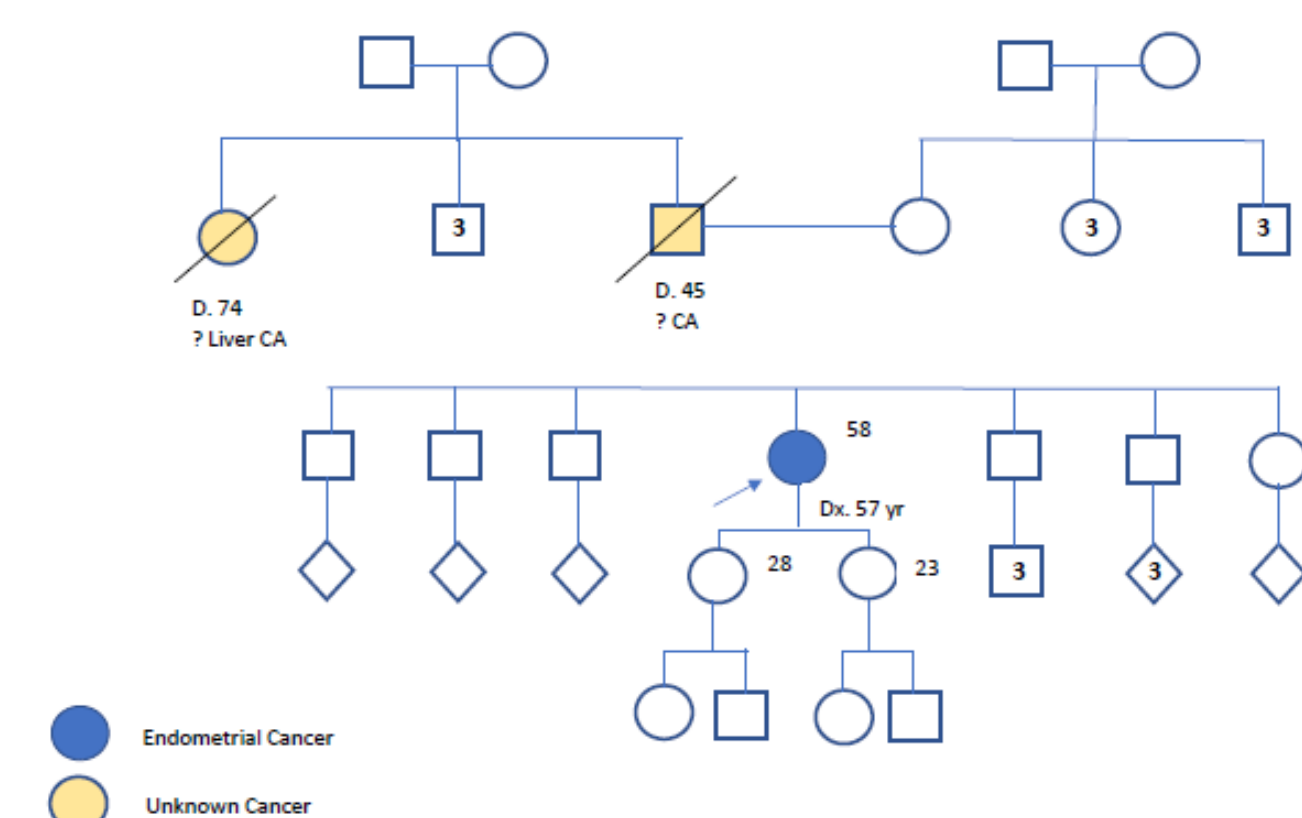 3
3
3
D. 74
? Liver CA
D. 45
? CA
58
Dx. 57 yr
28
23
3
3
Endometrial Cancer
Unknown Cancer